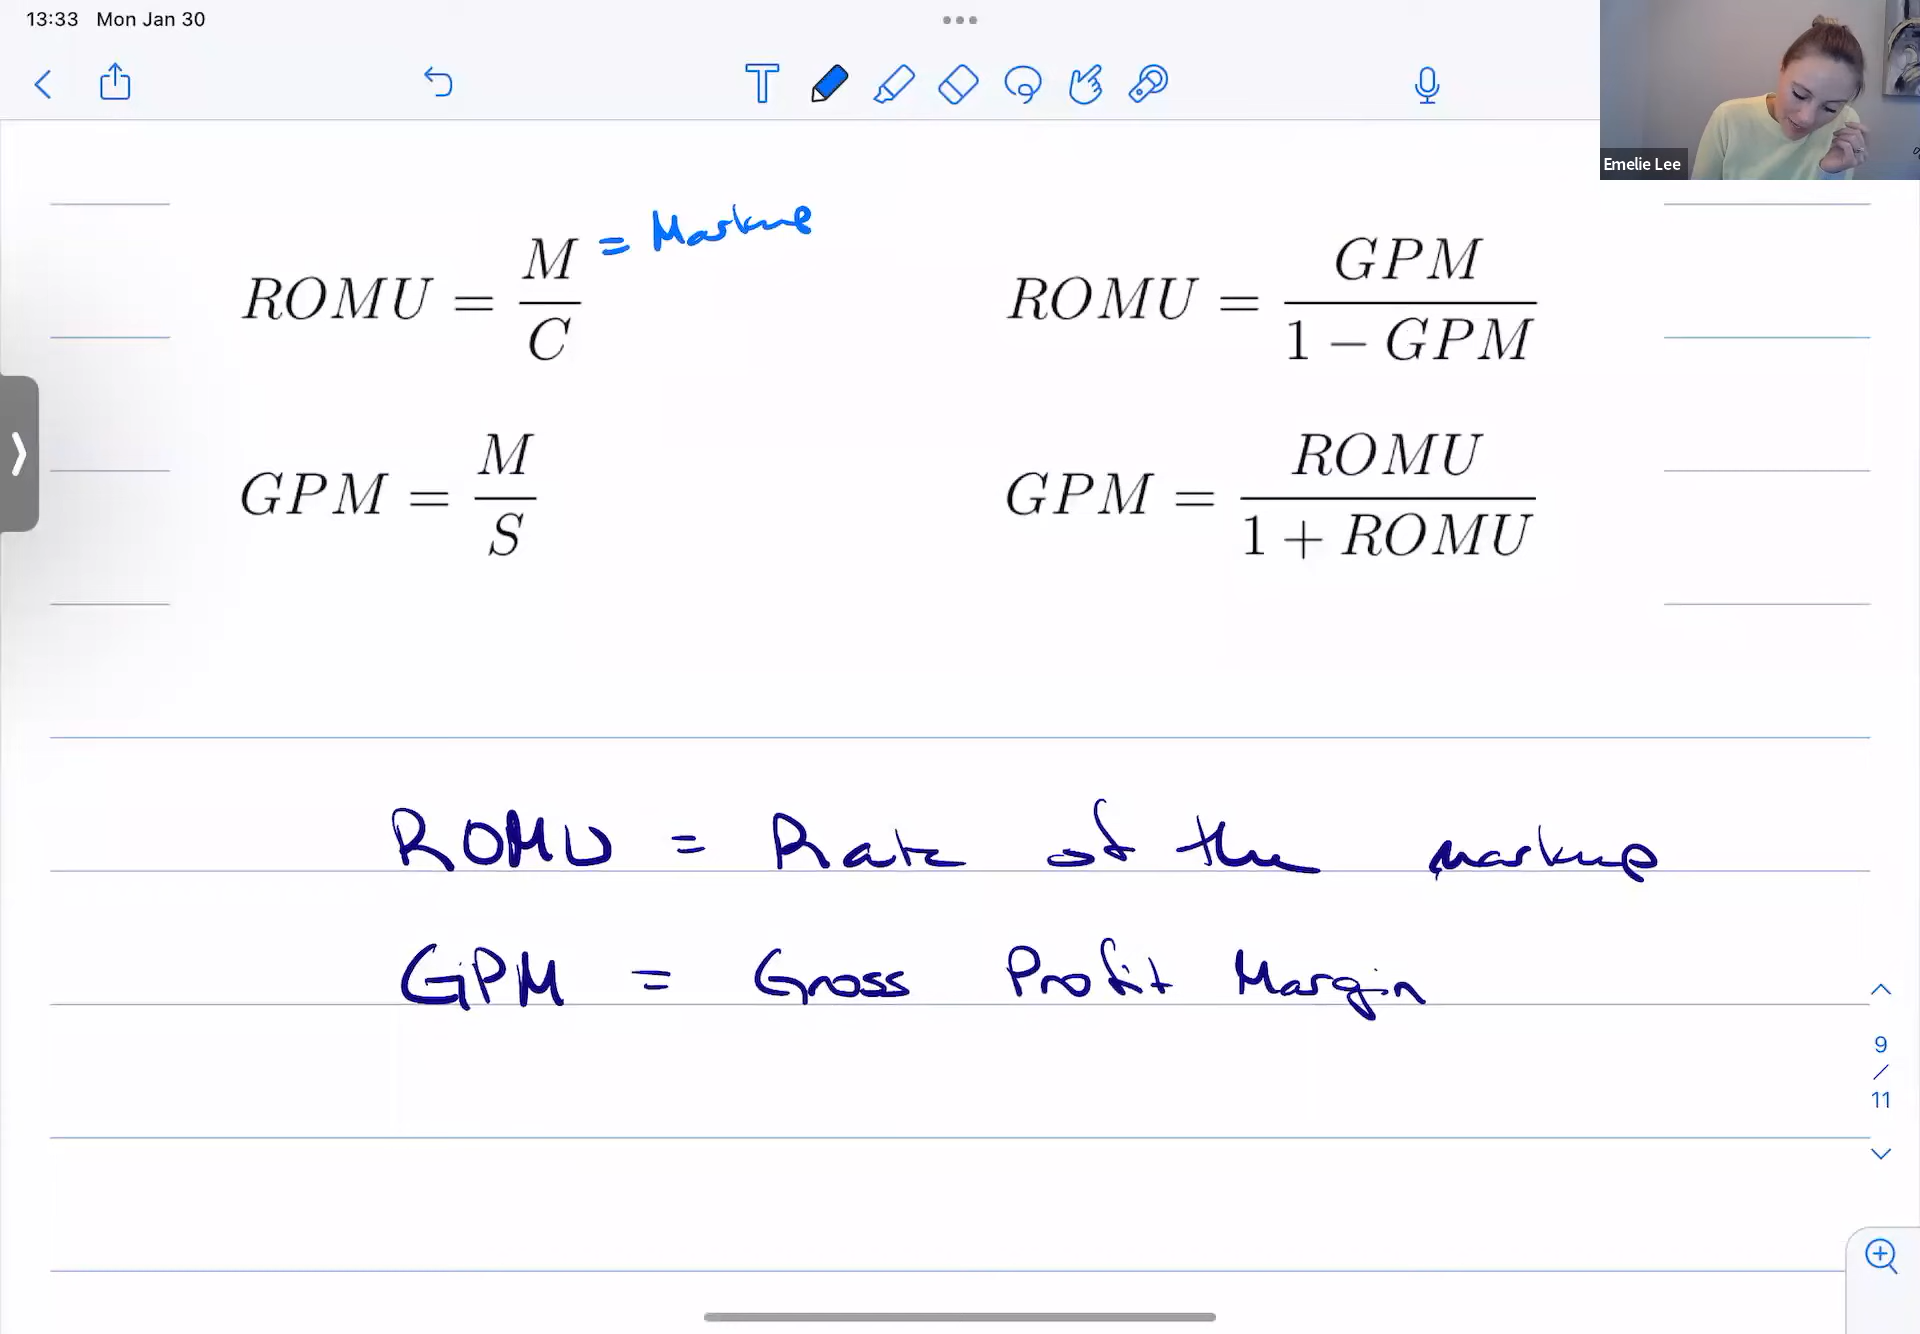 13:33 Mon Jan 30
Emelie Lee
ROMU = M/C = Markup
ROMU = GPM/(1 − GPM)
GPM = M/S
GPM = ROMU/(1 + ROMU)
ROMU = Rate of the markup
GPM = Gross Profit Margin
9
/
11